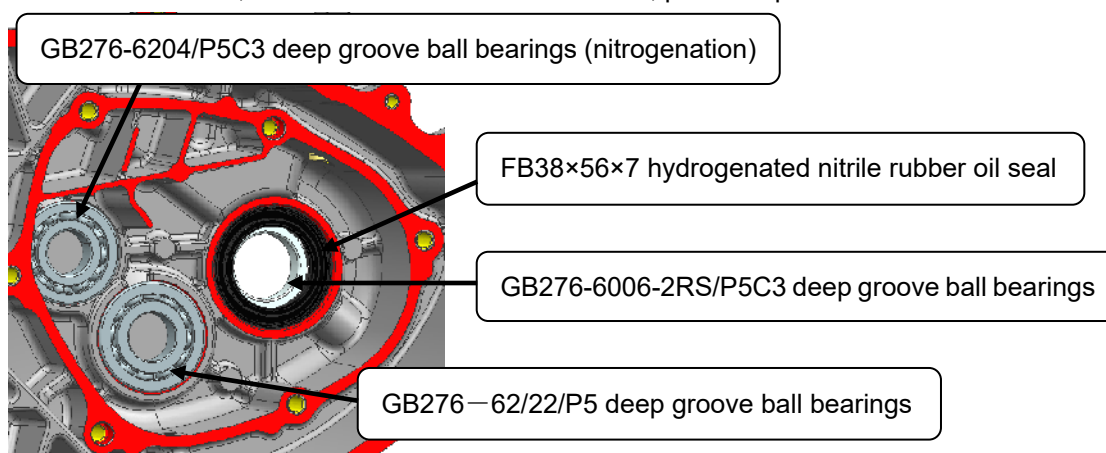 GB276-6204/P5C3 deep groove ball bearings (nitrogenation)
FB38×56×7 hydrogenated nitrile rubber oil seal
GB276-6006-2RS/P5C3 deep groove ball bearings
GB276－62/22/P5 deep groove ball bearings